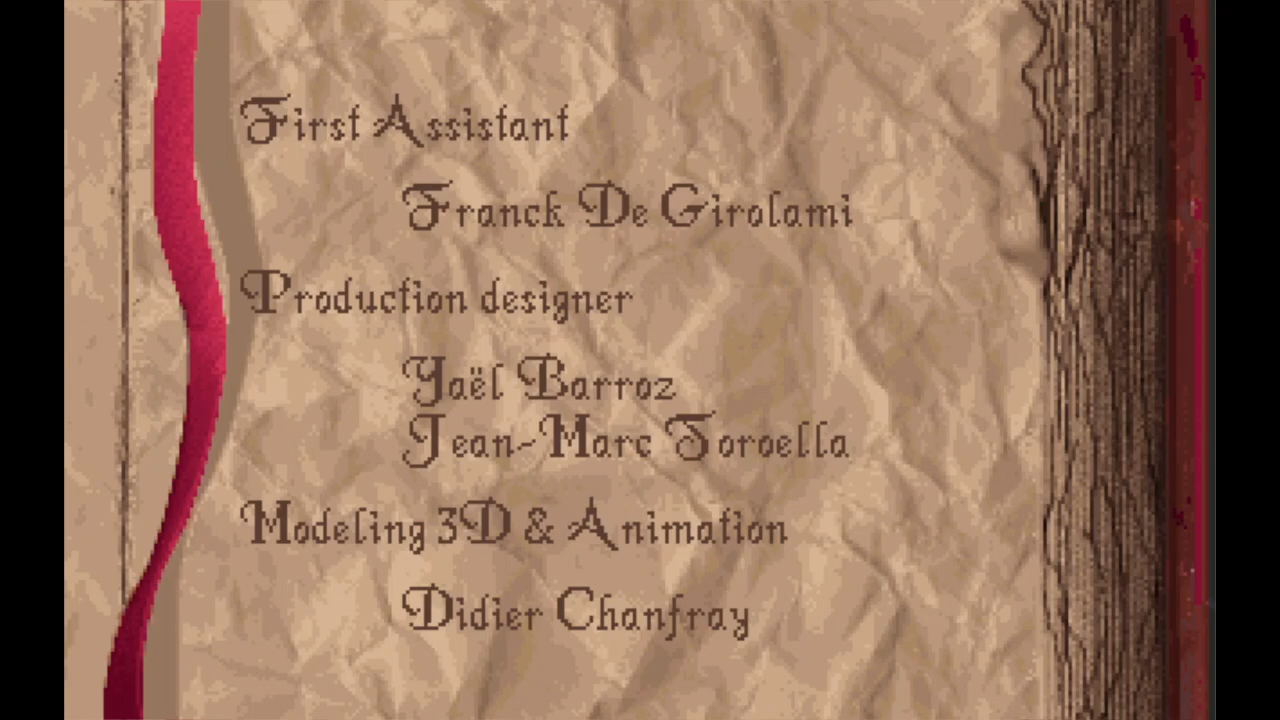 First Assistant
Franck De Girolami
Production designer
Yaël Barroz
Jean-Marc Toroella
Modeling 3D & Animation
Didier Chanfray